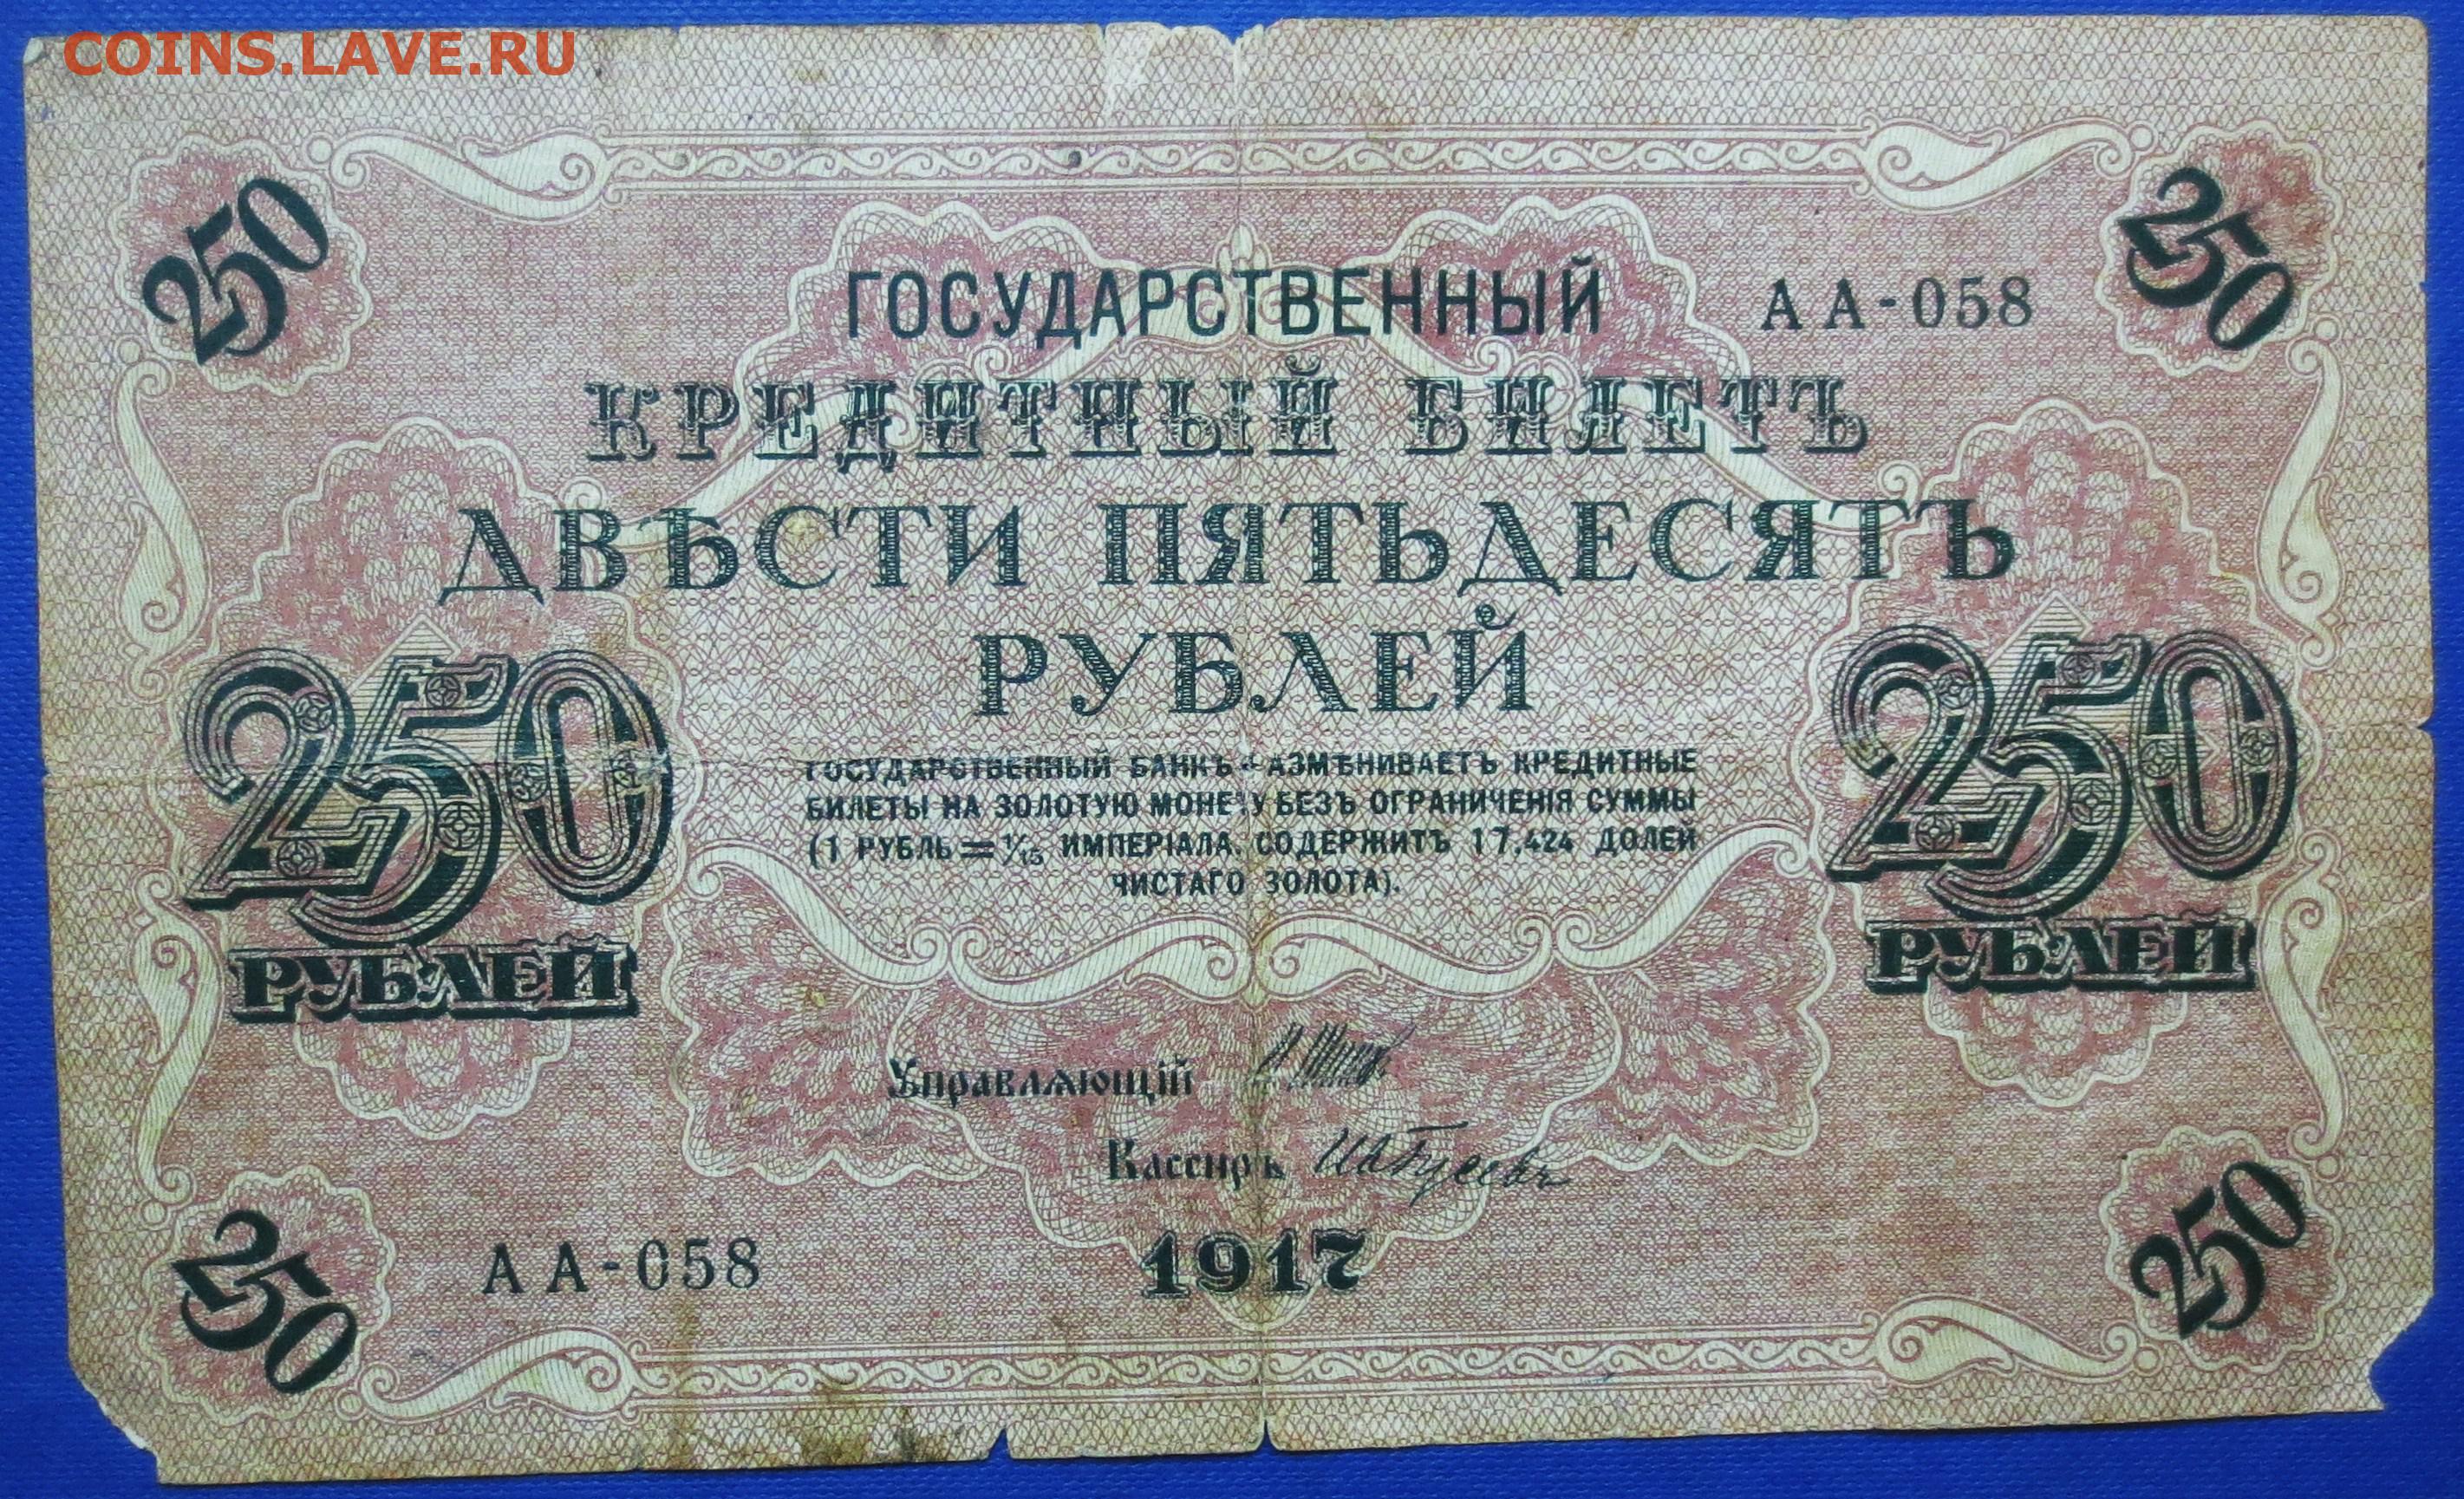 COINS.LAVE.RU
250
250
ГОСУДАРСТВЕННЫЙ
АА-058
КРЕДИТНЫЙ БИЛЕТЪ
ДВѢСТИ ПЯТЬДЕСЯТЪ
РУБЛЕЙ
250
РУБЛЕЙ
250
РУБЛЕЙ
ГОСУДАРСТВЕННЫЙ БАНКЪ РАЗМѢНИВАЕТЪ КРЕДИТНЫЕ
БИЛЕТЫ НА ЗОЛОТУЮ МОНЕТУ БЕЗЪ ОГРАНИЧЕНІЯ СУММЫ
(1 РУБЛЬ = 1/15 ИМПЕРІАЛА, СОДЕРЖИТЪ 17,424 ДОЛЕЙ
ЧИСТАГО ЗОЛОТА).
Управляющій
Кассиръ И. Гусевъ
АА-058
1917
250
250